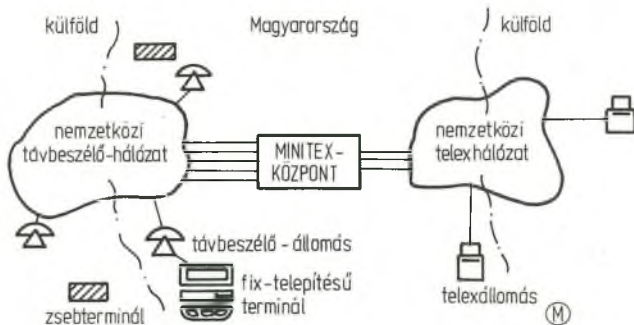 külföld
Magyarország
külföld
nemzetközi
távbeszélő-hálózat
MINITEX-
KÖZPONT
nemzetközi
telexhálózat
távbeszélő-állomás
fix-telepítésű
terminál
zsebterminál
telexállomás
M